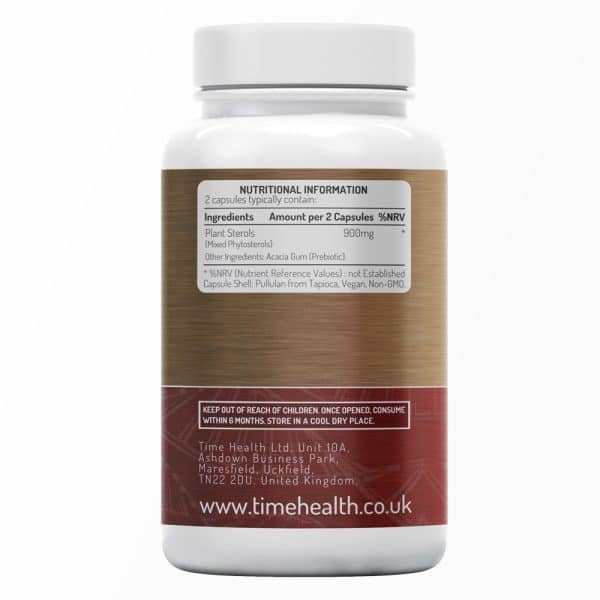 NUTRITIONAL INFORMATION
2 capsules typically contain:
Ingredients Amount per 2 Capsules %NRV
Plant Sterols 900mg *
(Mixed Phytosterols)
Other Ingredients: Acacia Gum (Prebiotic).
* %NRV (Nutrient Reference Values) : not Established
Capsule Shell: Pullulan from Tapioca, Vegan, Non-GMO.
KEEP OUT OF REACH OF CHILDREN. ONCE OPENED, CONSUME
WITHIN 6 MONTHS. STORE IN A COOL DRY PLACE.
Time Health Ltd, Unit 10A,
Ashdown Business Park,
Maresfield, Uckfield,
TN22 2DU, United Kingdom.
www.timehealth.co.uk